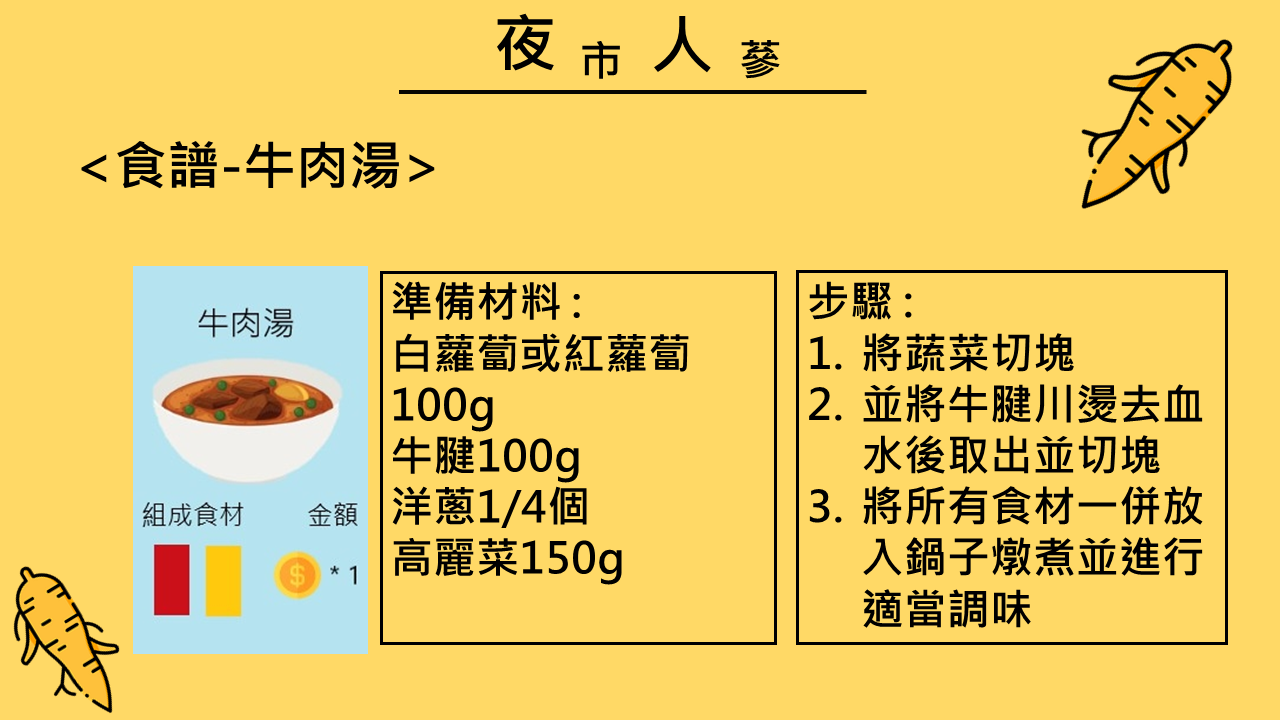 夜市人蔘
<食譜-牛肉湯>
牛肉湯
組成食材 金額
$ * 1
準備材料:
白蘿蔔或紅蘿蔔
100g
牛腱100g
洋蔥1/4個
高麗菜150g
步驟:
1. 將蔬菜切塊
2. 並將牛腱川燙去血
水後取出並切塊
3. 將所有食材一併放
入鍋子燉煮並進行
適當調味